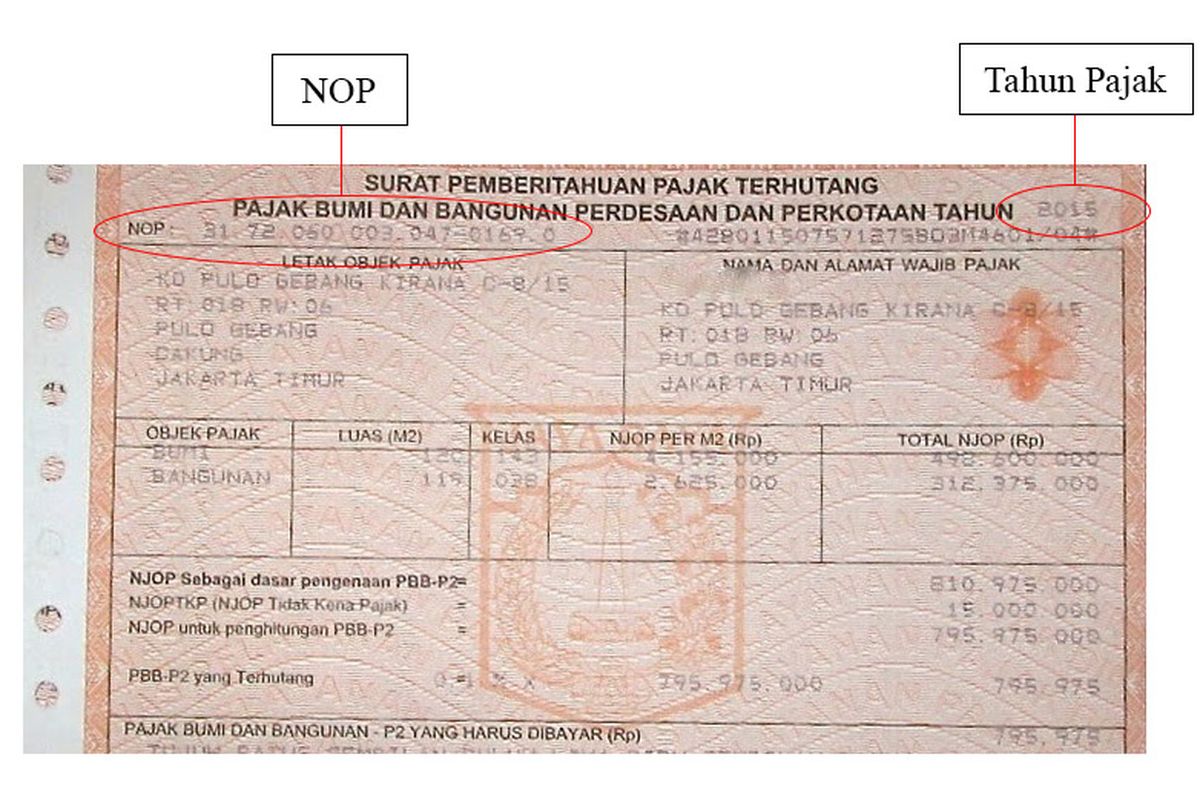 NOP
Tahun Pajak
SURAT PEMBERITAHUAN PAJAK TERHUTANG
PAJAK BUMI DAN BANGUNAN PERDESAAN DAN PERKOTAAN TAHUN 2015
NOP : 31.72.060.003.047-0169.0
LETAK OBJEK PAJAK
NAMA DAN ALAMAT WAJIB PAJAK
KO PULO GEBANG KIRANA C-8/15
RT:018 RW:06
PULO GEBANG
CAKUNG
JAKARTA TIMUR
KO PULO GEBANG KIRANA C-8/15
RT:018 RW:06
PULO GEBANG
JAKARTA TIMUR
OBJEK PAJAK LUAS (M2) KELAS NJOP PER M2 (Rp) TOTAL NJOP (Rp)
BUMI 120 143 4.155.000 498.600.000
BANGUNAN 119 038 2.625.000 312.375.000
NJOP Sebagai dasar pengenaan PBB-P2= 810.975.000
NJOPTKP (NJOP Tidak Kena Pajak) = 15.000.000
NJOP untuk penghitungan PBB-P2 = 795.975.000
PBB-P2 yang Terhutang 0.1 % x 795.975.000 795.975
PAJAK BUMI DAN BANGUNAN - P2 YANG HARUS DIBAYAR (Rp) 795.975